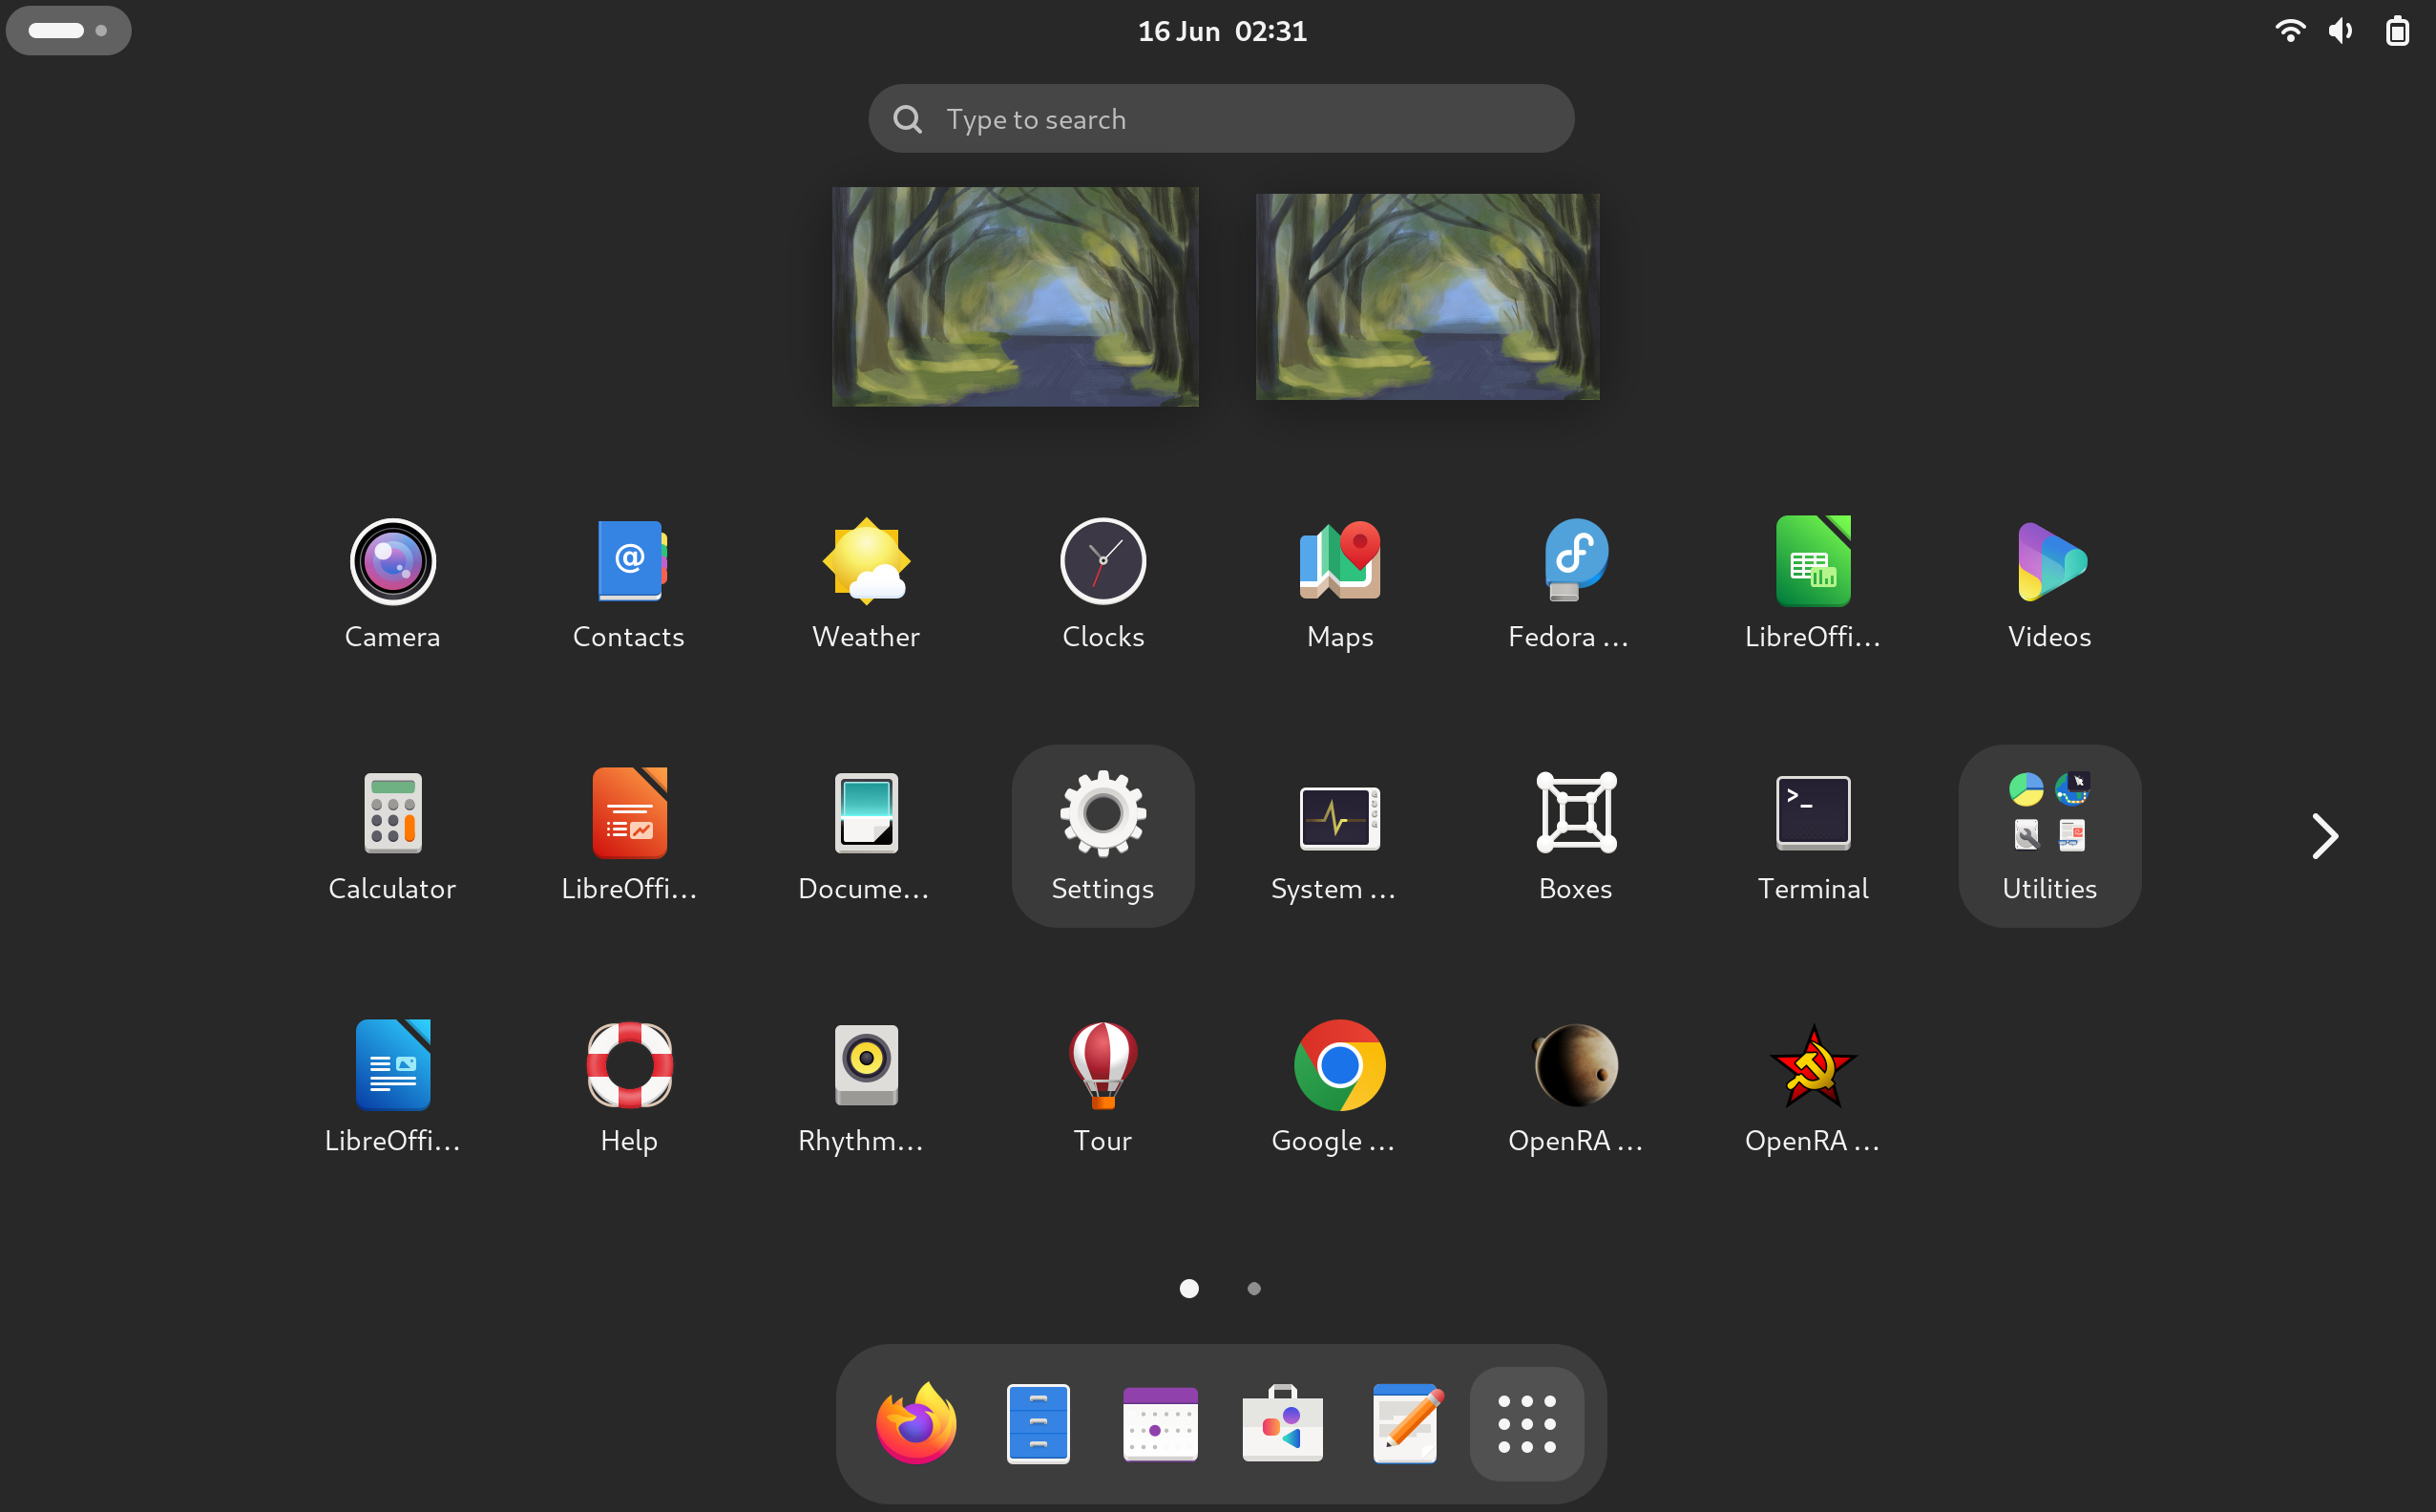 16 Jun 02:31
Type to search
Camera
Contacts
Weather
Clocks
Maps
Fedora ...
LibreOffi...
Videos
Calculator
LibreOffi...
Docume...
Settings
System ...
Boxes
Terminal
Utilities
LibreOffi...
Help
Rhythm...
Tour
Google ...
OpenRA ...
OpenRA ...